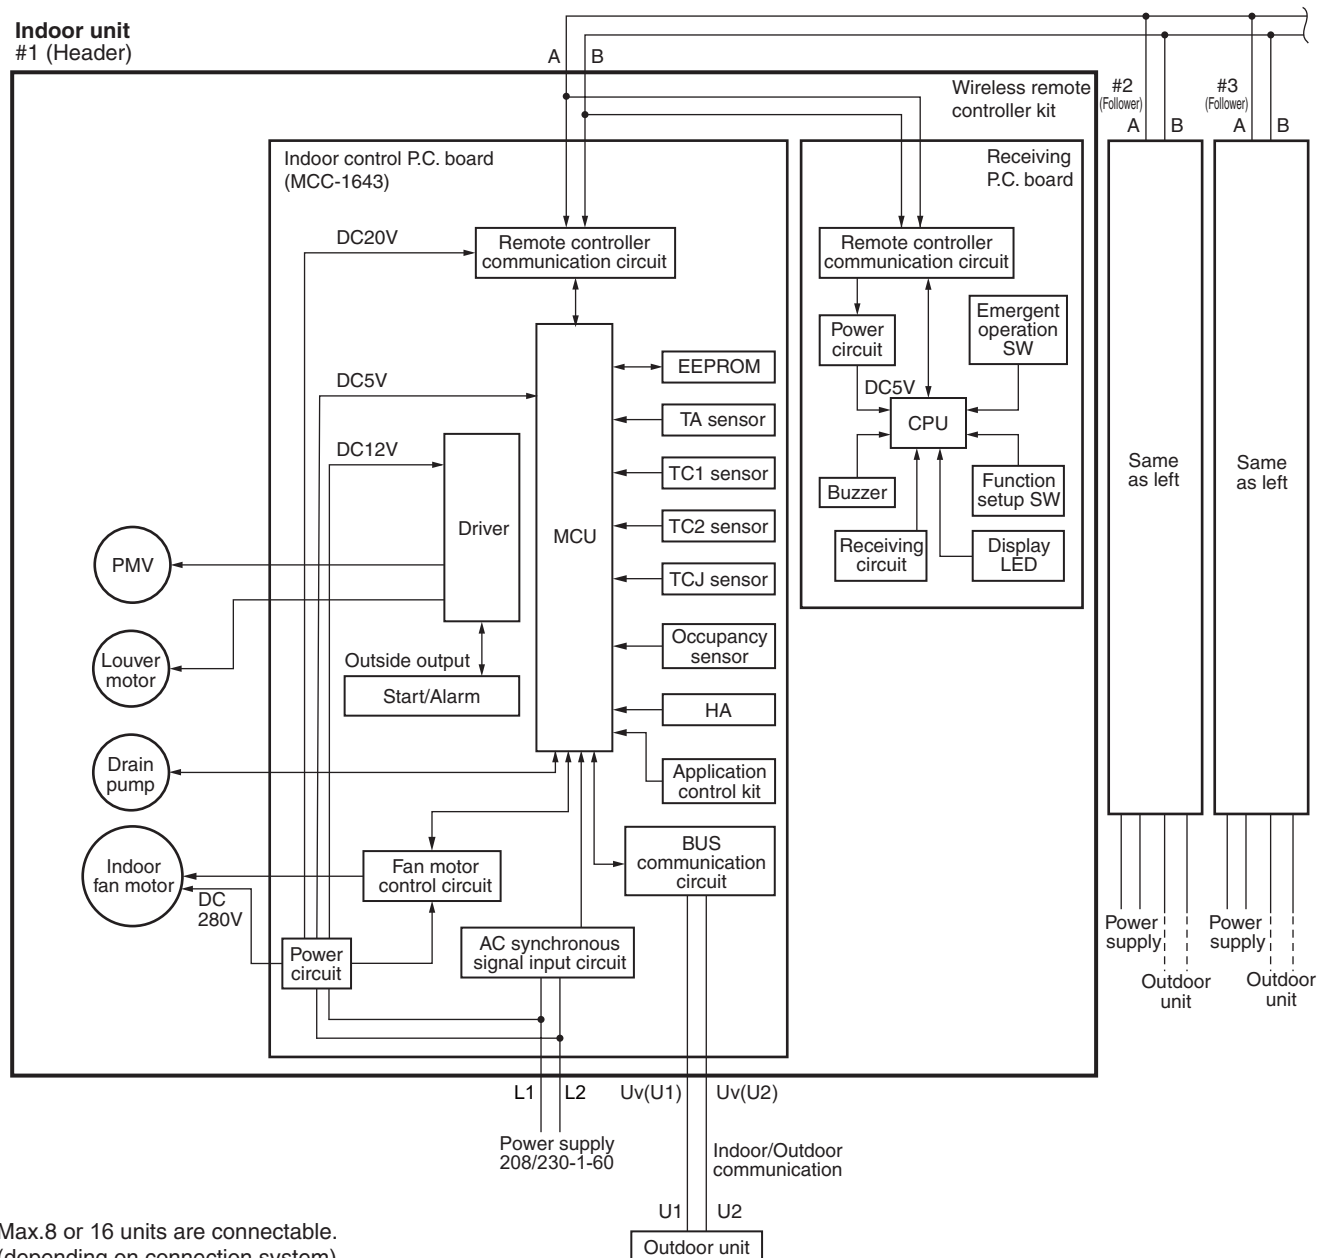 Indoor unit
#1 (Header)
A
B
Wireless remote
controller kit
#2
(Follower)
A
B
#3
(Follower)
A
B
Indoor control P.C. board
(MCC-1643)
Receiving
P.C. board
DC20V
Remote controller
communication circuit
Remote controller
communication circuit
Power
circuit
Emergent
operation
SW
DC5V
EEPROM
DC5V
CPU
TA sensor
DC12V
TC1 sensor
Buzzer
Function
setup SW
Same
as left
Same
as left
Driver
MCU
TC2 sensor
Receiving
circuit
Display
LED
PMV
TCJ sensor
Louver
motor
Outside output
Start/Alarm
Occupancy
sensor
HA
Drain
pump
Application
control kit
Indoor
fan motor
DC
280V
Fan motor
control circuit
BUS
communication
circuit
Power
circuit
AC synchronous
signal input circuit
Power
supply
Outdoor
unit
Power
supply
Outdoor
unit
L1
L2
Uv(U1)
Uv(U2)
Power supply
208/230-1-60
Indoor/Outdoor
communication
U1
U2
Outdoor unit
Max.8 or 16 units are connectable.
(depending on connection system)